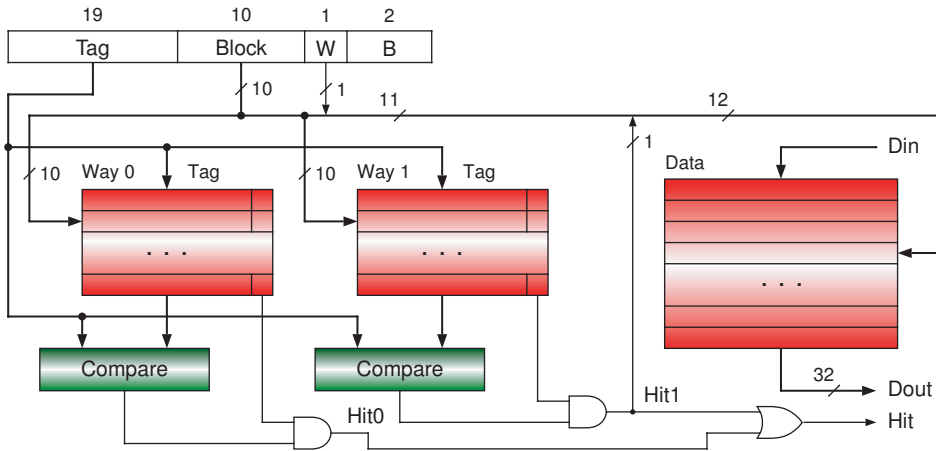 19 10 1 2
Tag Block W B
10 1 11 12
1
Din
10 Way 0 Tag 10 Way 1 Tag Data
. . . . . . . . .
Compare Compare
32 Dout
Hit0 Hit1 Hit